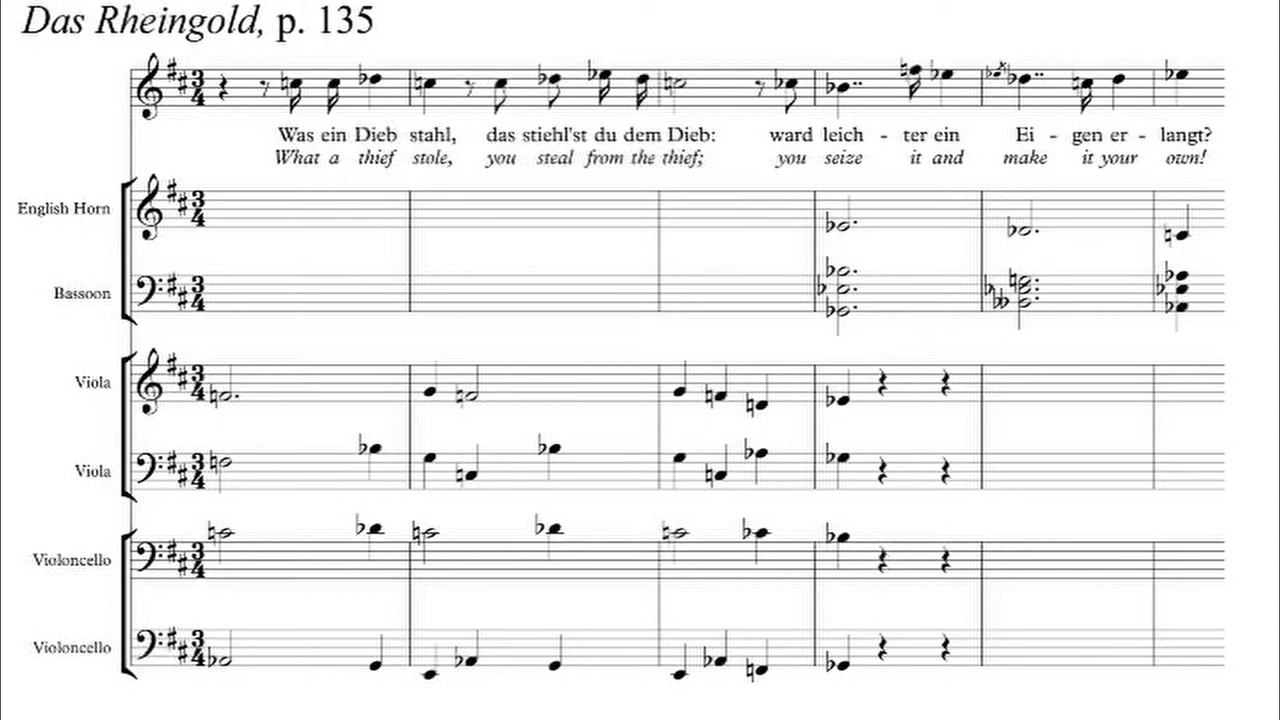 Das Rheingold, p. 135
Was ein Dieb stahl, das stiehl'st du dem Dieb: ward leich - ter ein Ei - gen er - langt?
What a thief stole, you steal from the thief; you seize it and make it your own!
English Horn
Bassoon
Viola
Viola
Violoncello
Violoncello